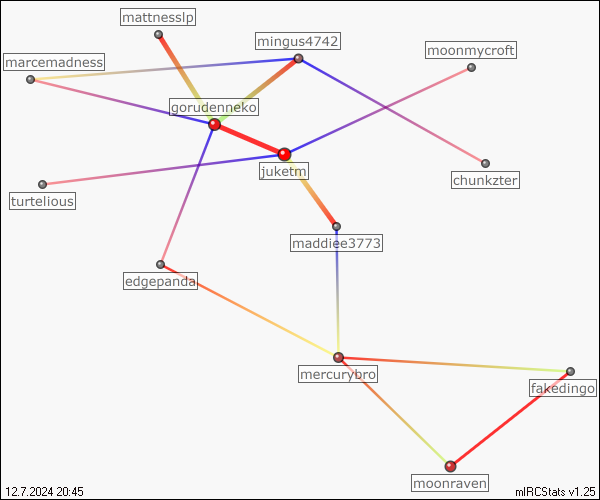 mattnesslp
mingus4742
moonmycroft
marcemadness
gorudenneko
juketm
chunkzter
turtelious
maddiee3773
edgepanda
mercurybro
fakedingo
moonraven
12.7.2024 20:45
mIRCStats v1.25